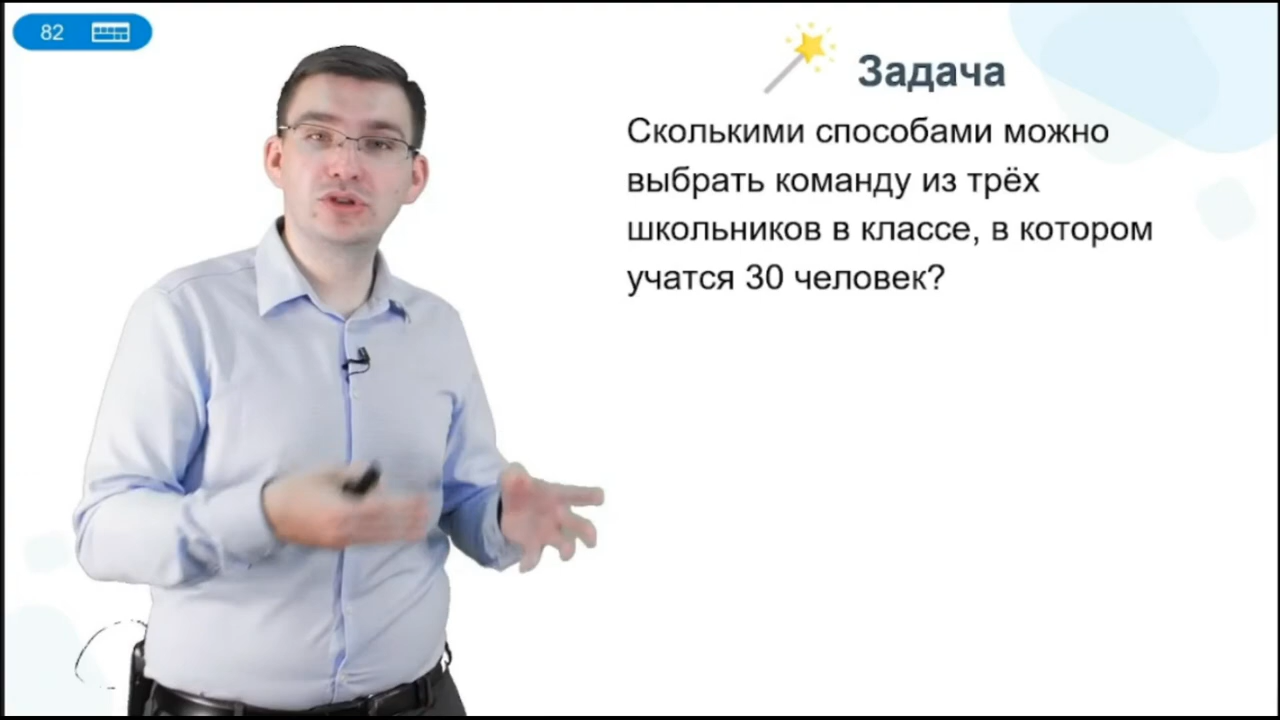 82
Задача
Сколькими способами можно
выбрать команду из трёх
школьников в классе, в котором
учатся 30 человек?